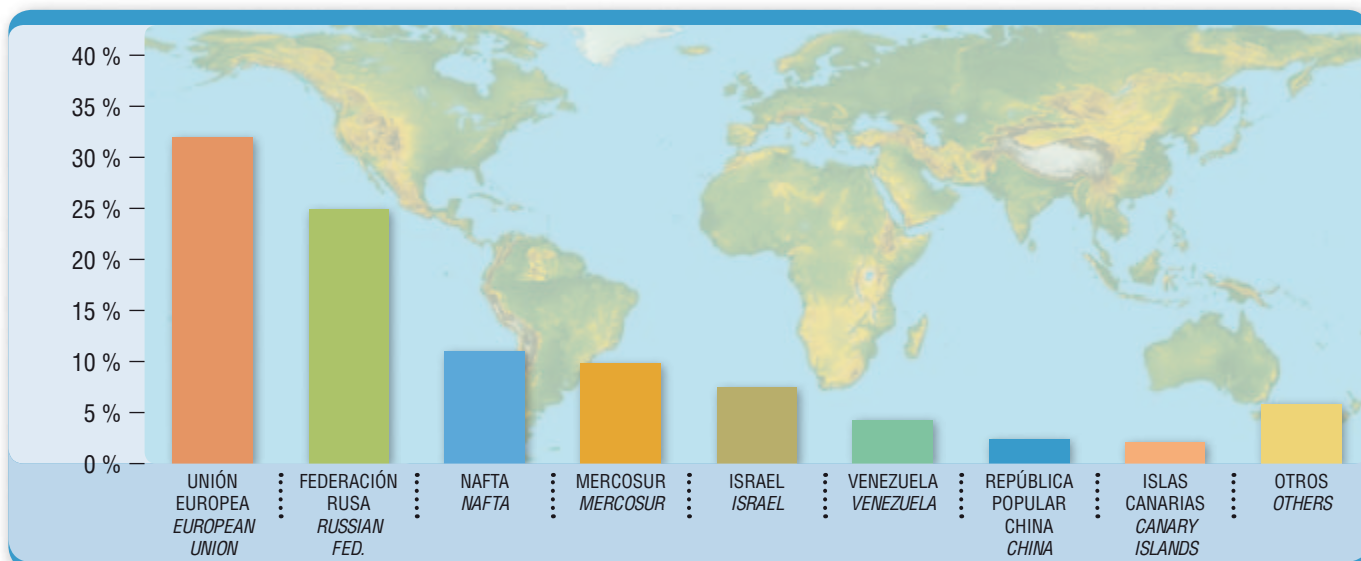 40 %
35 %
30 %
25 %
20 %
15 %
10 %
5 %
0 %
UNIÓN
EUROPEA
EUROPEAN
UNION
FEDERACIÓN
RUSA
RUSSIAN
FED.
NAFTA
NAFTA
MERCOSUR
MERCOSUR
ISRAEL
ISRAEL
VENEZUELA
VENEZUELA
REPÚBLICA
POPULAR
CHINA
CHINA
ISLAS
CANARIAS
CANARY
ISLANDS
OTROS
OTHERS